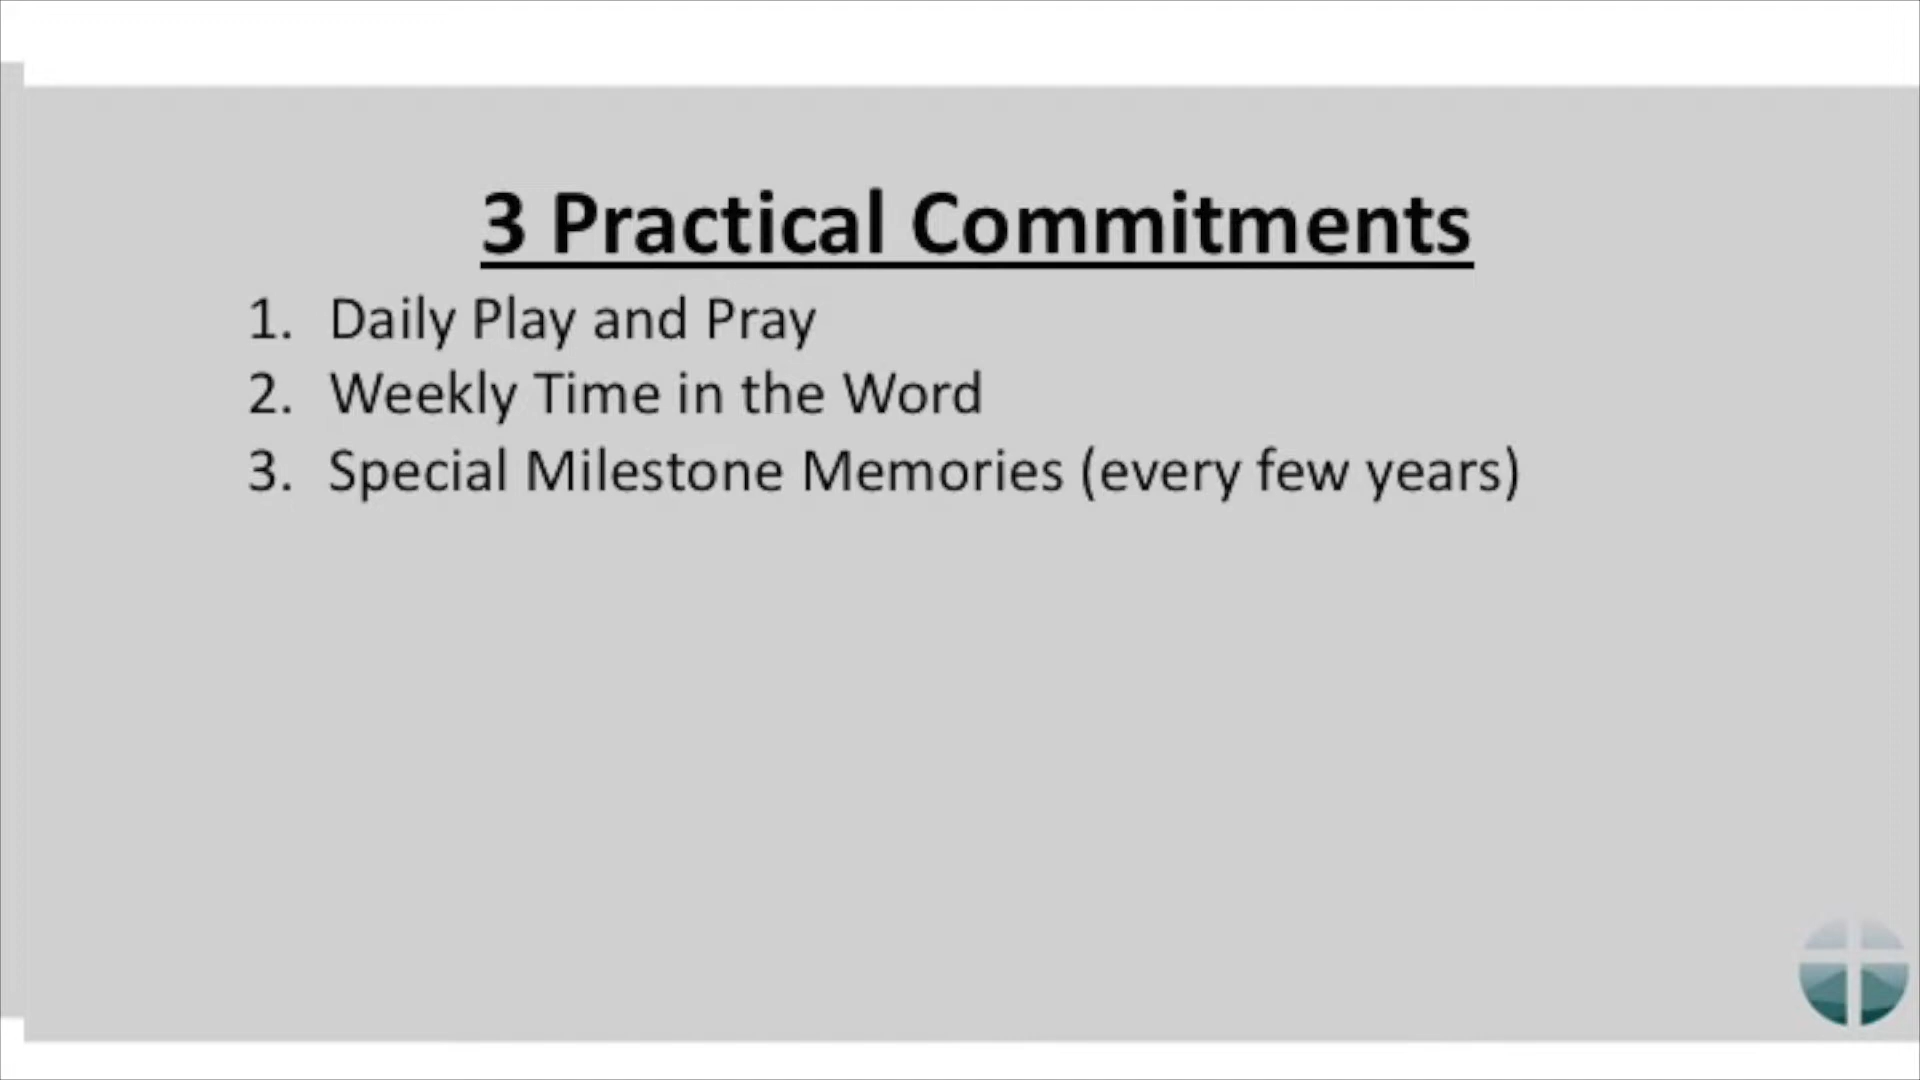 3 Practical Commitments
1. Daily Play and Pray
2. Weekly Time in the Word
3. Special Milestone Memories (every few years)